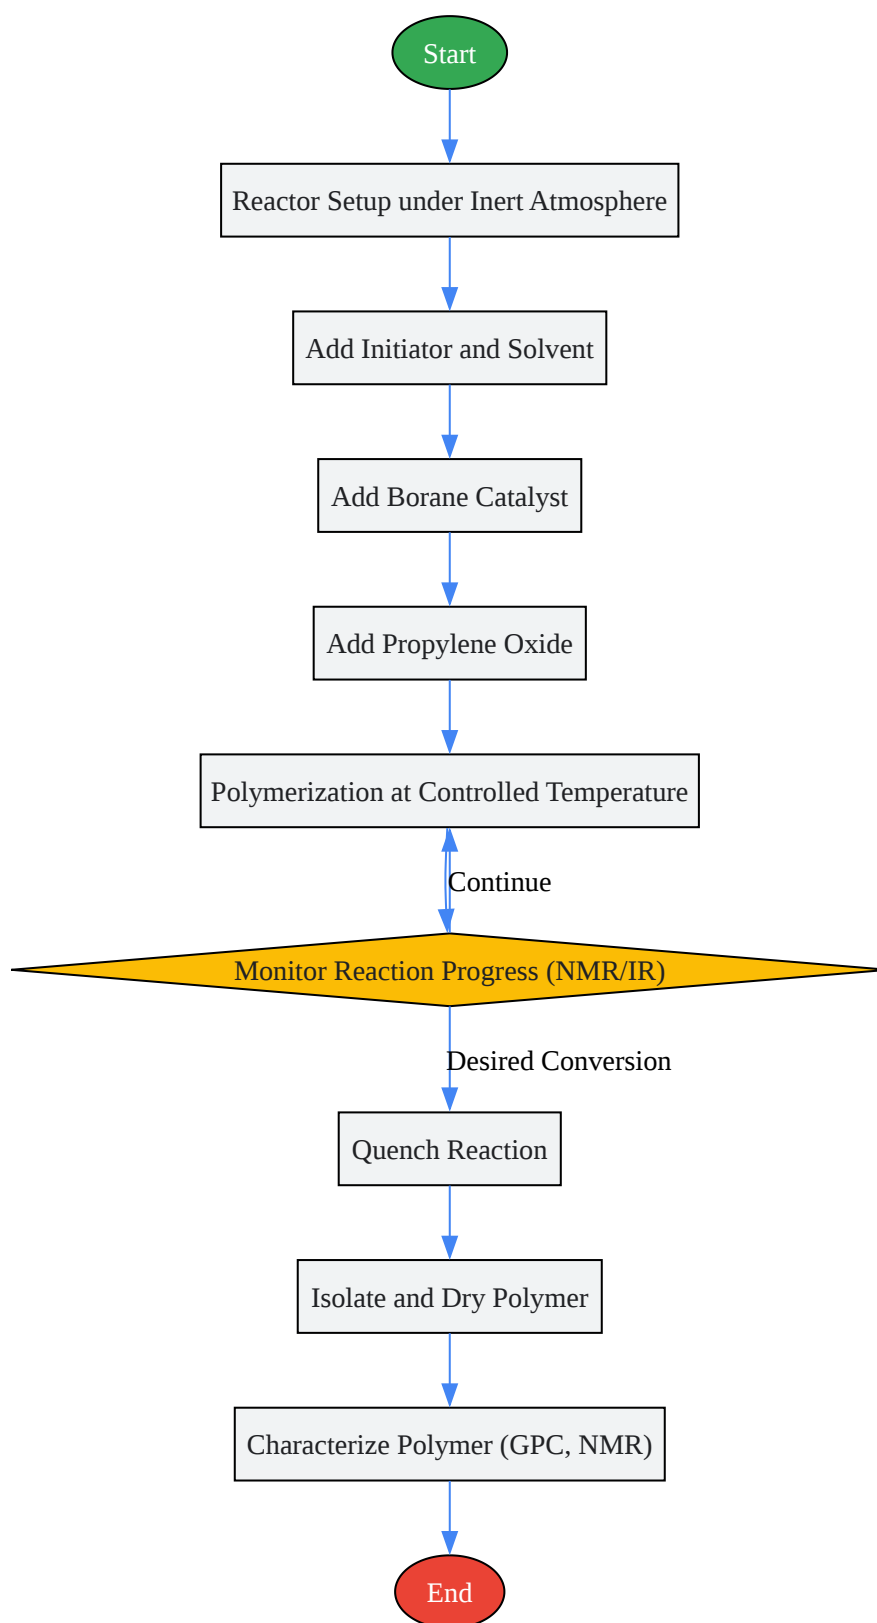 Start
Reactor Setup under Inert Atmosphere
Add Initiator and Solvent
Add Borane Catalyst
Add Propylene Oxide
Polymerization at Controlled Temperature
Continue
Monitor Reaction Progress (NMR/IR)
Desired Conversion
Quench Reaction
Isolate and Dry Polymer
Characterize Polymer (GPC, NMR)
End